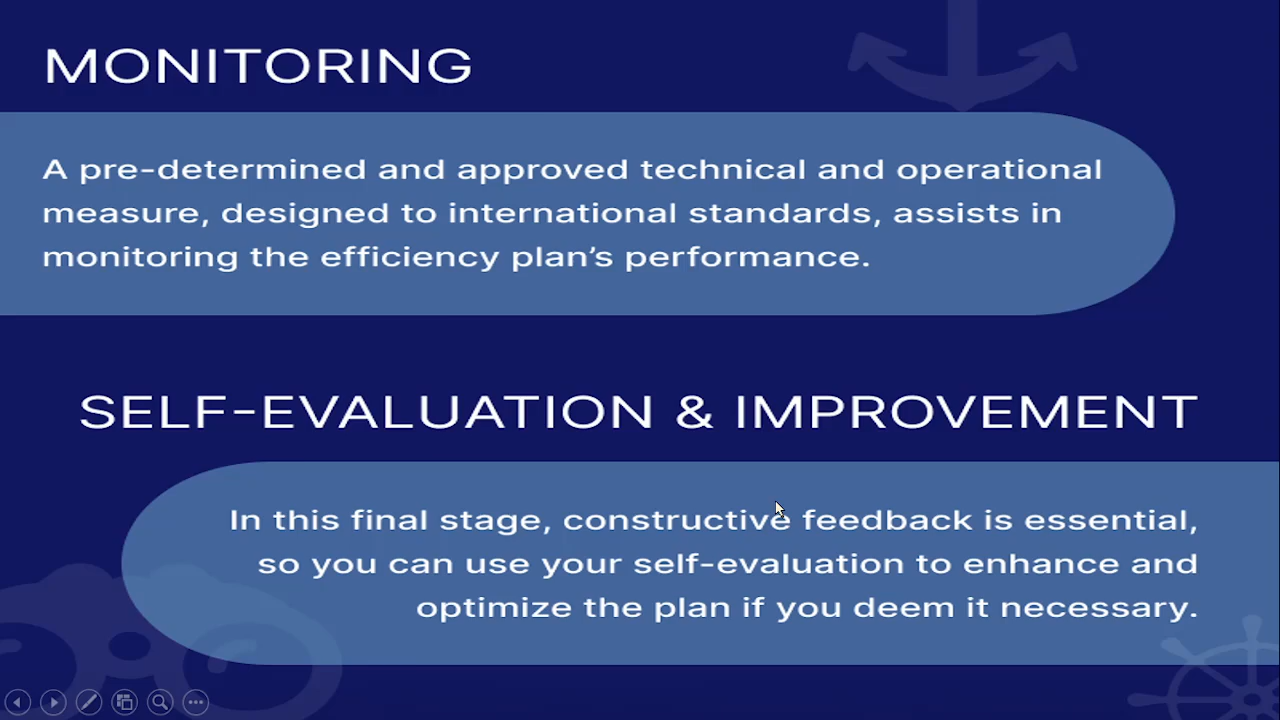 MONITORING
A pre-determined and approved technical and operational
measure, designed to international standards, assists in
monitoring the efficiency plan’s performance.
SELF-EVALUATION & IMPROVEMENT
In this final stage, constructive feedback is essential,
so you can use your self-evaluation to enhance and
optimize the plan if you deem it necessary.